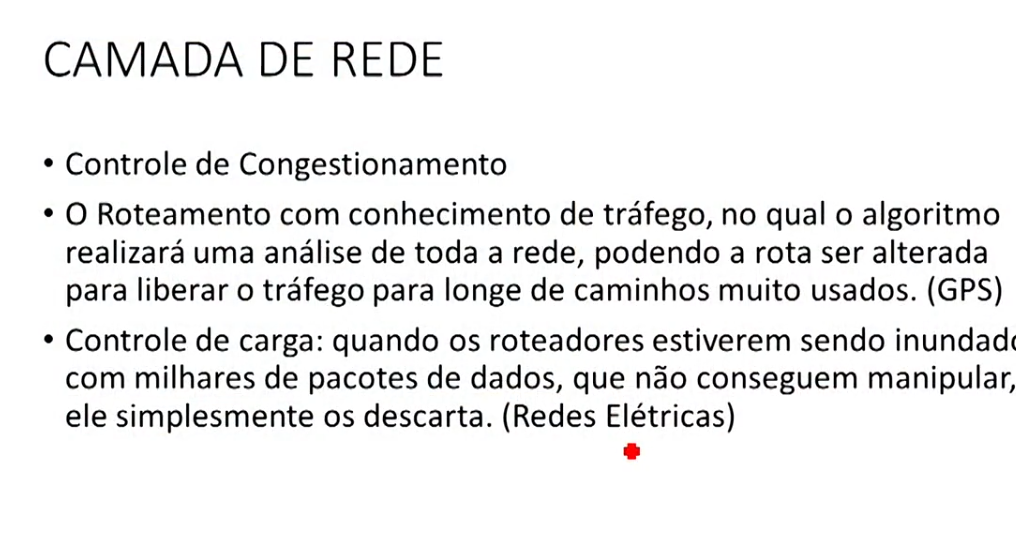 CAMADA DE REDE
• Controle de Congestionamento
• O Roteamento com conhecimento de tráfego, no qual o algoritmo
realizará uma análise de toda a rede, podendo a rota ser alterada
para liberar o tráfego para longe de caminhos muito usados. (GPS)
• Controle de carga: quando os roteadores estiverem sendo
com milhares de pacotes de dados, que não conseguem manipular,
ele simplesmente os descarta. (Redes Elétricas)